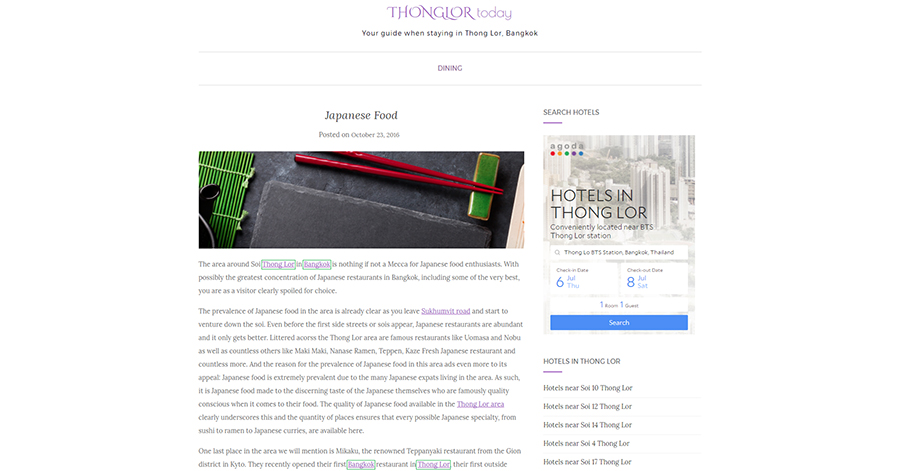 THONGLOR today
Your guide when staying in Thong Lor, Bangkok
DINING
Japanese Food
Posted on October 23, 2016
The area around Soi Thong Lor in Bangkok is nothing if not a Mecca for Japanese food enthusiasts. With
possibly the greatest concentration of Japanese restaurants in Bangkok, including some of the very best,
you are as a visitor clearly spoiled for choice.
The prevalence of Japanese food in the area is already clear as you leave Sukhumvit road and start to
venture down the soi. Even before the first side streets or sois appear, Japanese restaurants are abundant
and it only gets better. Littered acorss the Thong Lor area are famous restaurants like Uomasa and Nobu
as well as countless others like Maki Maki, Nanase Ramen, Teppen, Kaze Fresh Japanese restaurant and
countless more. And the reason for the prevalence of Japanese food in this area ads even more to its
appeal: Japanese food is extremely prevalent due to the many Japanese expats living in the area. As such,
it is Japanese food made to the discerning taste of the Japanese themselves who are famously quality
conscious when it comes to their food. The quality of Japanese food available in the Thong Lor area
clearly underscores this and the quantity of places ensures that every possible Japanese specialty, from
sushi to ramen to Japanese curries, are available here.
One last place in the area we will mention is Mikaku, the renowned Teppanyaki restaurant from the Gion
district in Kyto. They recently opened their first Bangkok restaurant in Thong Lor, their first outside
SEARCH HOTELS
agoda
HOTELS IN
THONG LOR
Conveniently located near BTS
Thong Lor station
Thong Lo BTS Station, Bangkok, Thailand
Check-in Date
6 Jul
Thu
Check-out Date
8 Jul
Sat
1 Room 1 Guest
Search
HOTELS IN THONG LOR
Hotels near Soi 10 Thong Lor
Hotels near Soi 12 Thong Lor
Hotels near Soi 14 Thong Lor
Hotels near Soi 4 Thong Lor
Hotels near Soi 17 Thong Lor